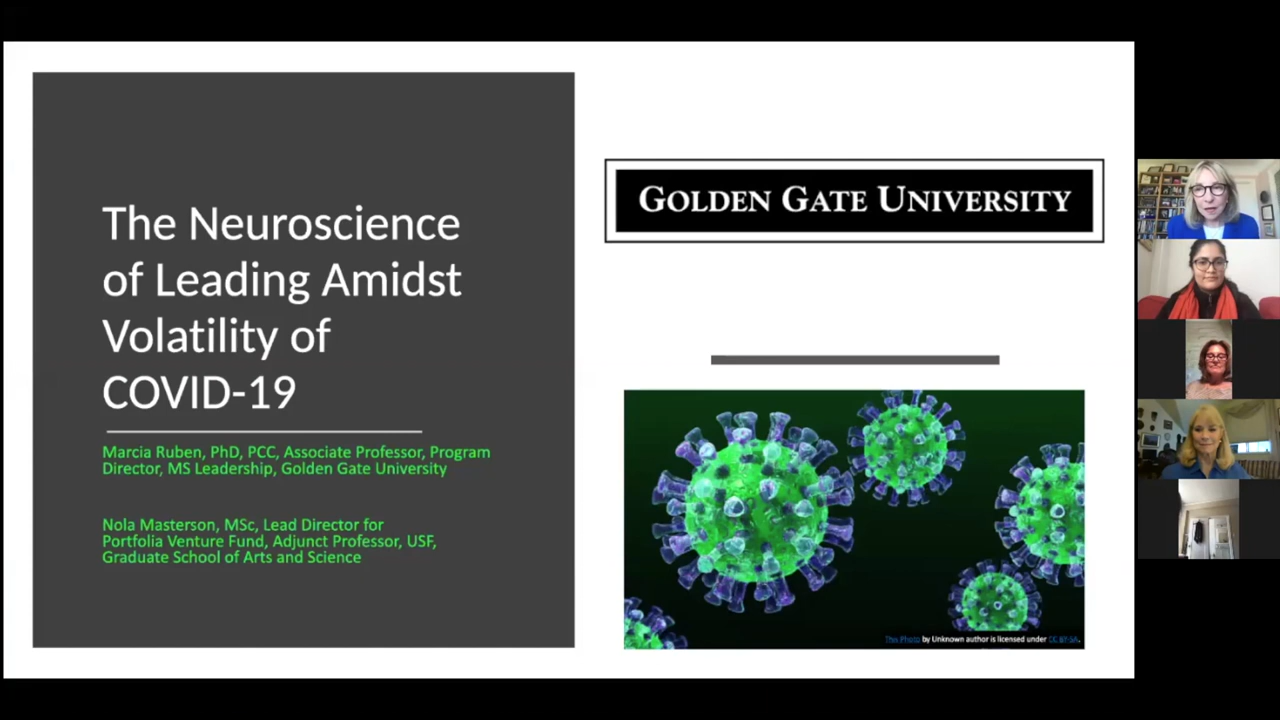 The Neuroscience
of Leading Amidst
Volatility of
COVID-19
Marcia Ruben, PhD, PCC, Associate Professor, Program
Director, MS Leadership, Golden Gate University
Nola Masterson, MSc, Lead Director for
Portfolia Venture Fund, Adjunct Professor, USF,
Graduate School of Arts and Science
GOLDEN GATE UNIVERSITY
This Photo by Unknown author is licensed under CC BY-SA.